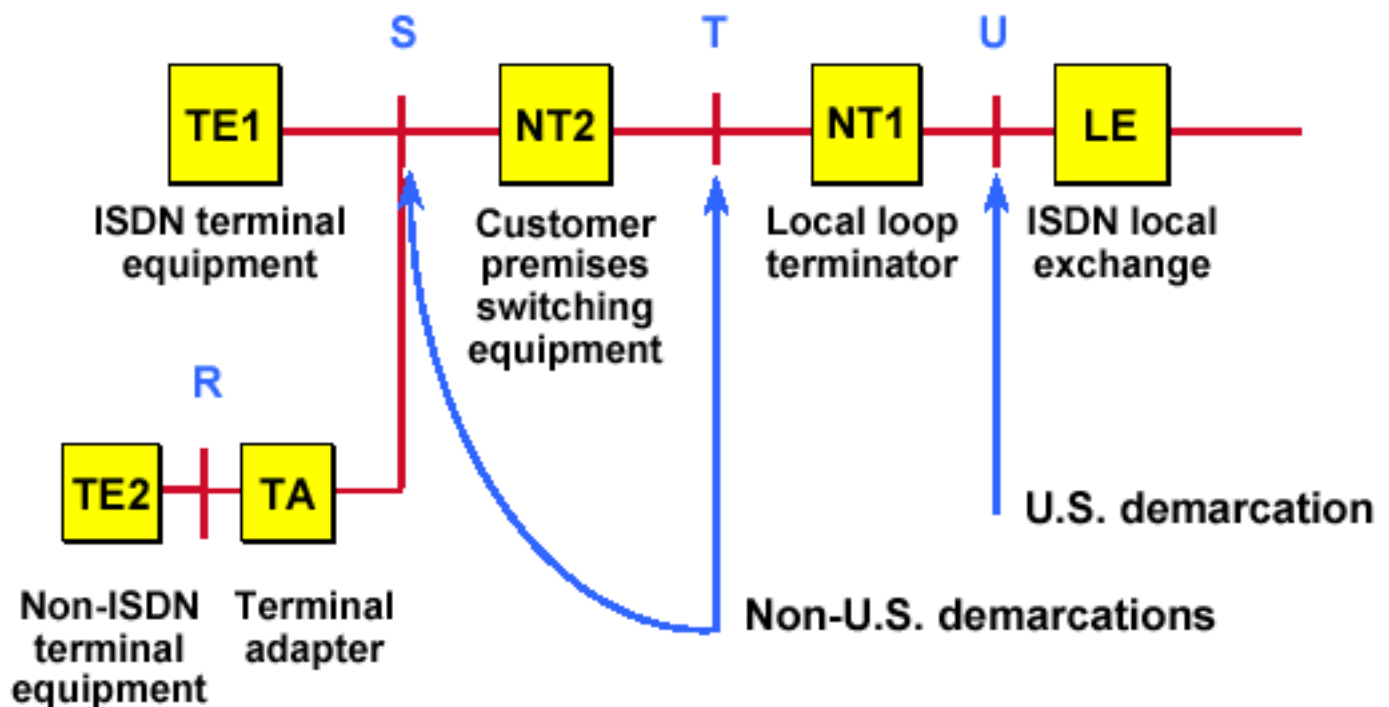 S
T
U
TE1
NT2
NT1
LE
ISDN terminal
equipment
Customer
premises
switching
equipment
Local loop
terminator
ISDN local
exchange
R
TE2
TA
Non-ISDN
terminal
equipment
Terminal
adapter
U.S. demarcation
Non-U.S. demarcations